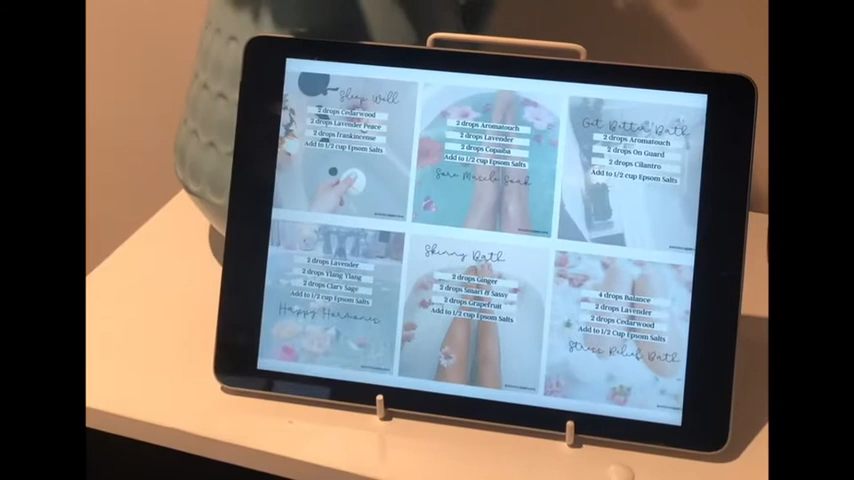 Sleep Well
2 drops Cedarwood
2 drops Lavender Peace
2 drops frankincense
Add to 1/2 cup Epsom Salts
2 drops Aromatouch
2 drops Lavender
2 drops Copaiba
Add to 1/2 cup Epsom Salts
Sore Muscle Soak
Get Better Bath
2 drops Aromatouch
2 drops On Guard
2 drops Cilantro
Add to 1/2 cup Epsom Salts
2 drops Lavender
2 drops Ylang Ylang
2 drops Clary Sage
Add to 1/2 cup Epsom Salts
Happy Hormones
Skinny Bath
2 drops Ginger
2 drops Smart & Sassy
2 drops Grapefruit
Add to 1/2 cup Epsom Salts
4 drops Balance
2 drops Lavender
2 drops Cedarwood
Add to 1/2 Cup Epsom Salts
Stress Relief Bath